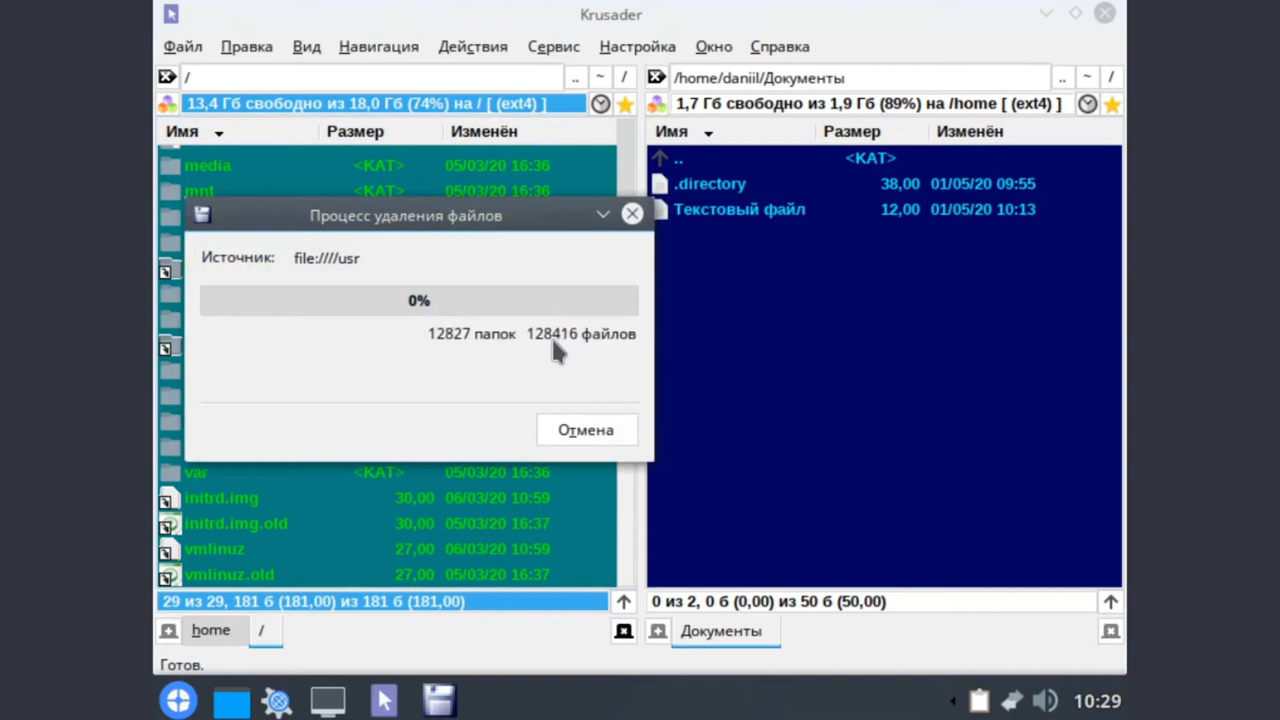 Krusader
Файл Правка Вид Навигация Действия Сервис Настройка Окно Справка
/ .. ~ /
/home/daniil/Документы .. ~ /
13,4 Гб свободно из 18,0 Гб (74%) на / [ (ext4) ]
1,7 Гб свободно из 1,9 Гб (89%) на /home [ (ext4) ]
Имя Размер Изменён
media <КАТ> 05/03/20 16:36
mnt <КАТ> 05/03/20 16:36
Процесс удаления файлов
Источник: file:////usr
0%
12827 папок 128416 файлов
Отмена
var <КАТ> 05/03/20 16:36
initrd.img 30,00 06/03/20 10:59
initrd.img.old 30,00 05/03/20 16:37
vmlinuz 27,00 06/03/20 10:59
vmlinuz.old 27,00 05/03/20 16:37
29 из 29, 181 б (181,00) из 181 б (181,00)
home /
Имя Размер Изменён
.. <КАТ>
.directory 38,00 01/05/20 09:55
Текстовый файл 12,00 01/05/20 10:13
0 из 2, 0 б (0,00) из 50 б (50,00)
Документы
Готов.
10:29